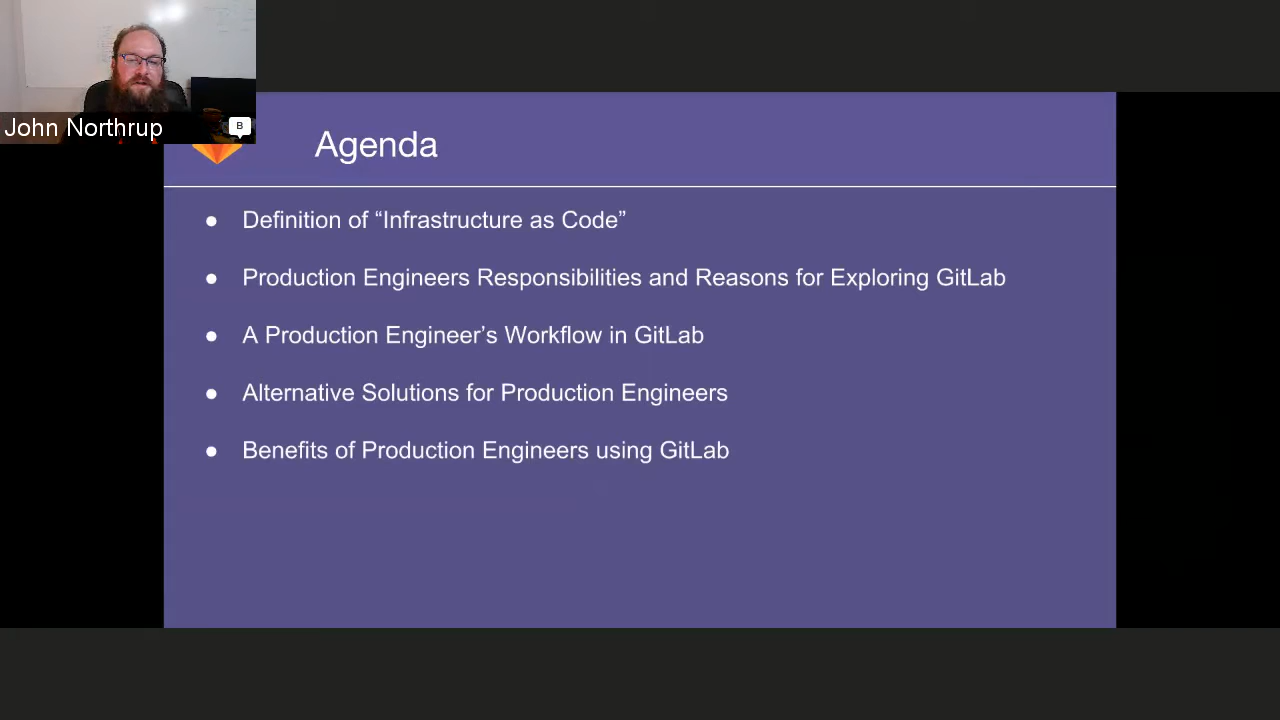 John Northrup
B
Agenda
● Definition of “Infrastructure as Code”
● Production Engineers Responsibilities and Reasons for Exploring GitLab
● A Production Engineer’s Workflow in GitLab
● Alternative Solutions for Production Engineers
● Benefits of Production Engineers using GitLab